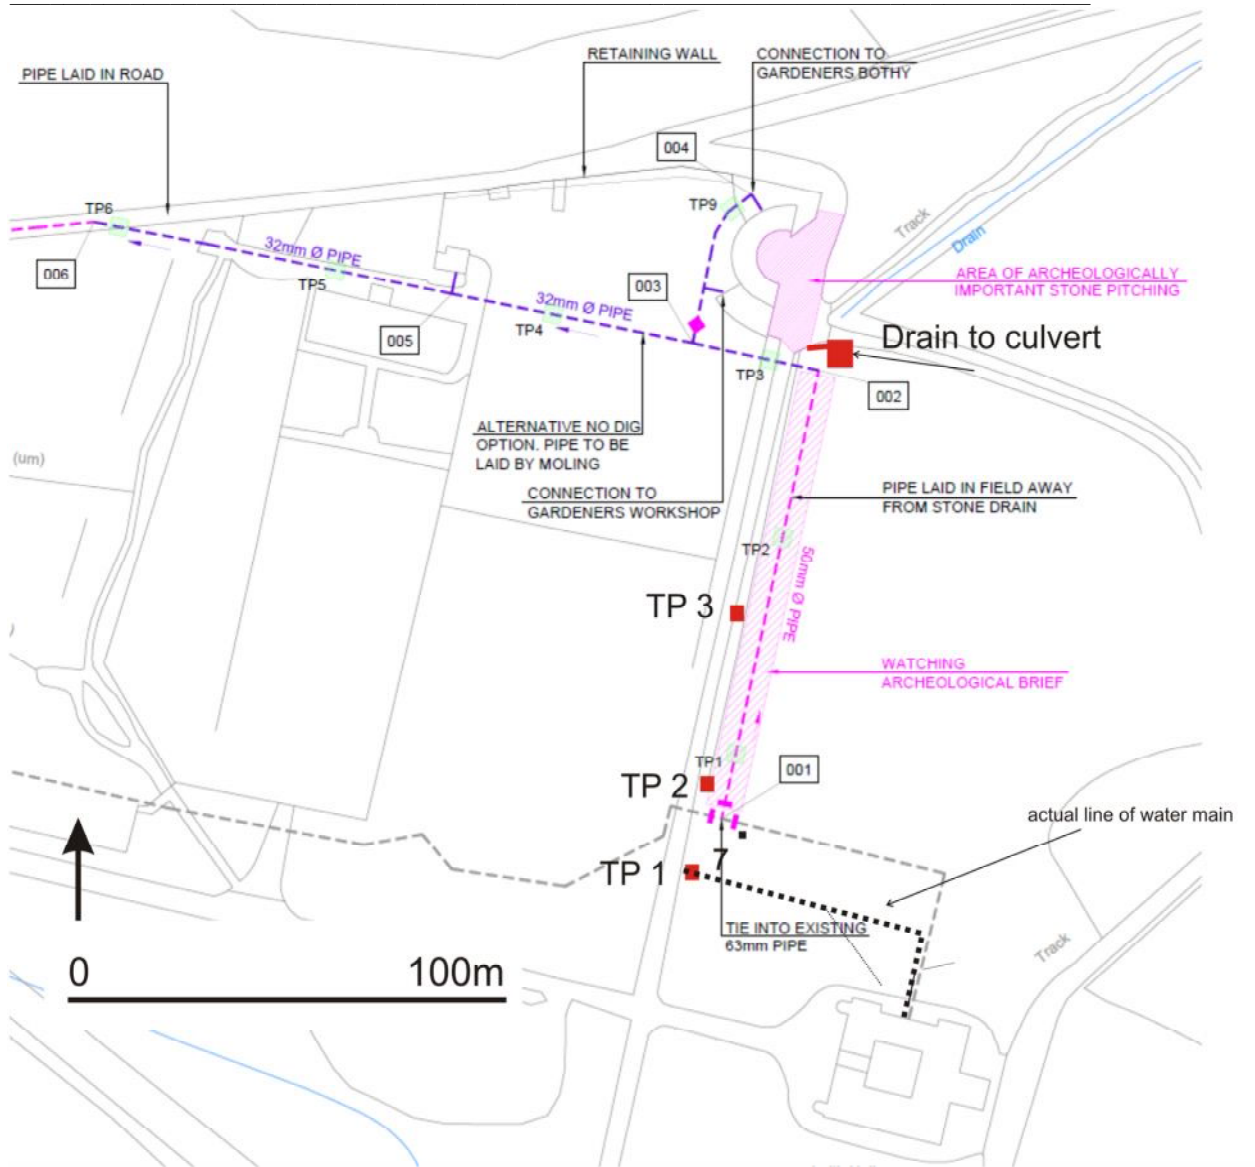 RETAINING WALL
CONNECTION TO
GARDENERS BOTHY
PIPE LAID IN ROAD
004
TP9
TP6
Track
Drain
32mm Ø PIPE
006
TP5
003
AREA OF ARCHEOLOGICALLY
IMPORTANT STONE PITCHING
32mm Ø PIPE
TP4
005
Drain to culvert
TP3
002
ALTERNATIVE NO DIG
OPTION. PIPE TO BE
LAID BY MOLING
(um)
CONNECTION TO
GARDENERS WORKSHOP
PIPE LAID IN FIELD AWAY
FROM STONE DRAIN
TP2
50mm Ø PIPE
TP 3
WATCHING
ARCHEOLOGICAL BRIEF
TP1
001
TP 2
actual line of water main
7
TP 1
TIE INTO EXISTING
63mm PIPE
Track
0 100m